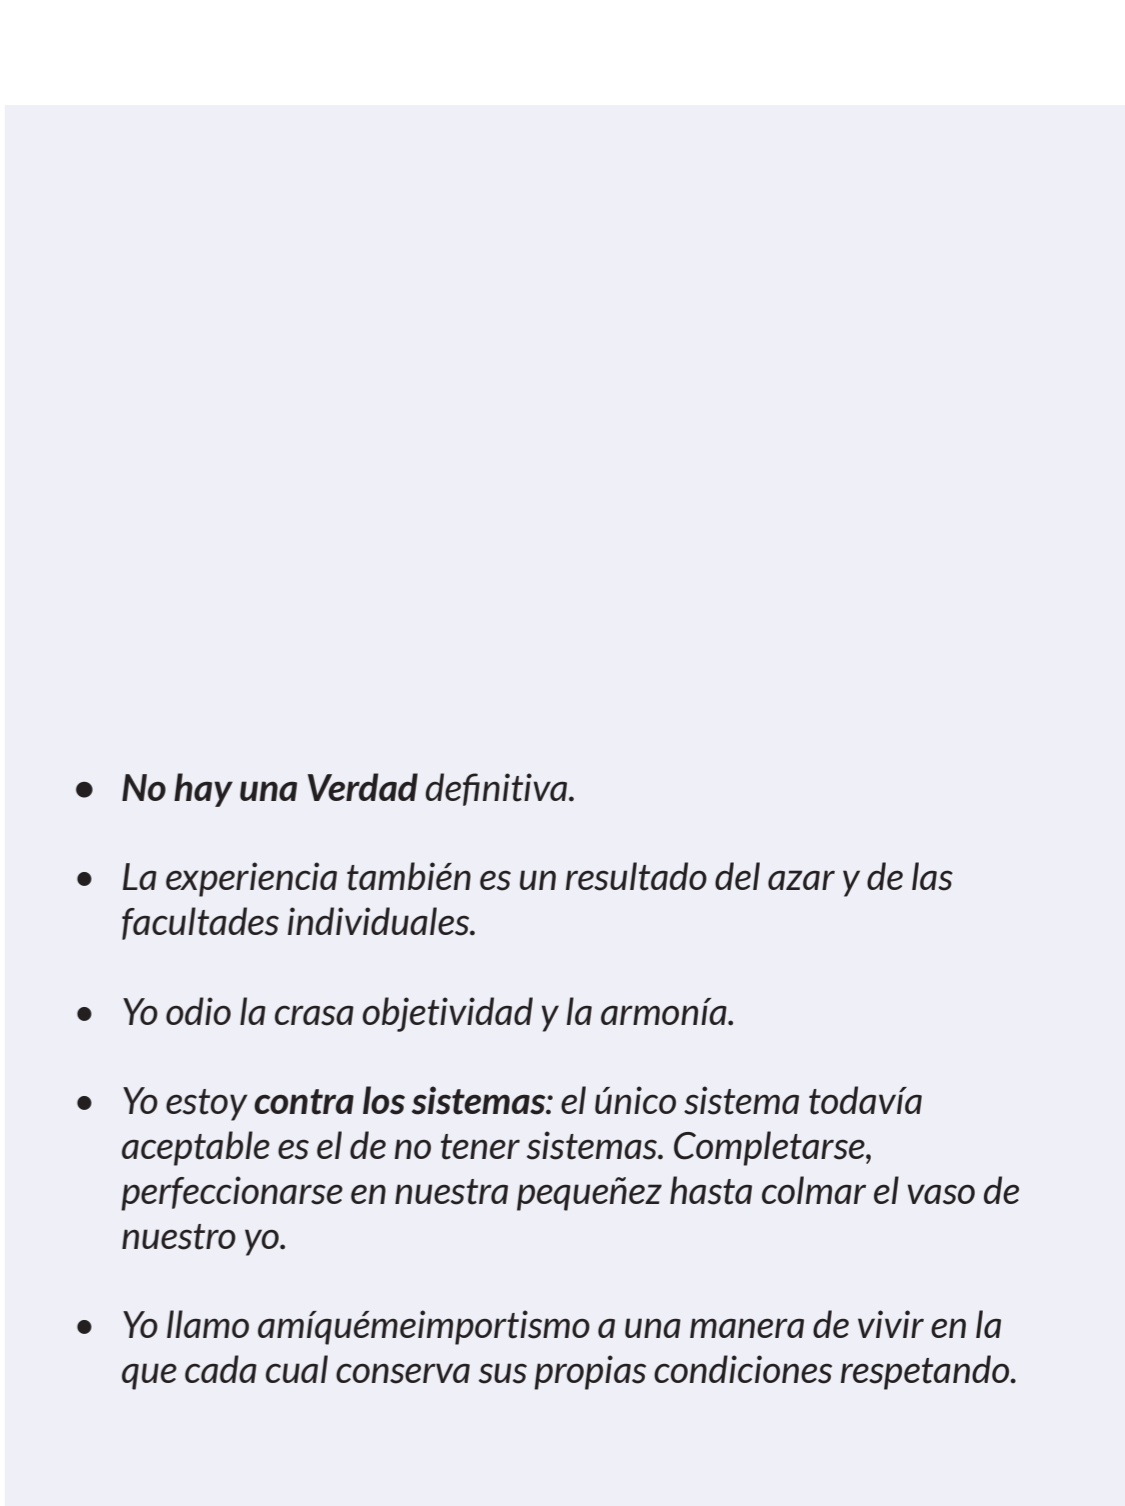 • No hay una Verdad definitiva.
• La experiencia también es un resultado del azar y de las
facultades individuales.
• Yo odio la crasa objetividad y la armonía.
• Yo estoy contra los sistemas: el único sistema todavía
aceptable es el de no tener sistemas. Completarse,
perfeccionarse en nuestra pequeñez hasta colmar el vaso de
nuestro yo.
• Yo llamo amíquémeimportismo a una manera de vivir en la
que cada cual conserva sus propias condiciones respetando.